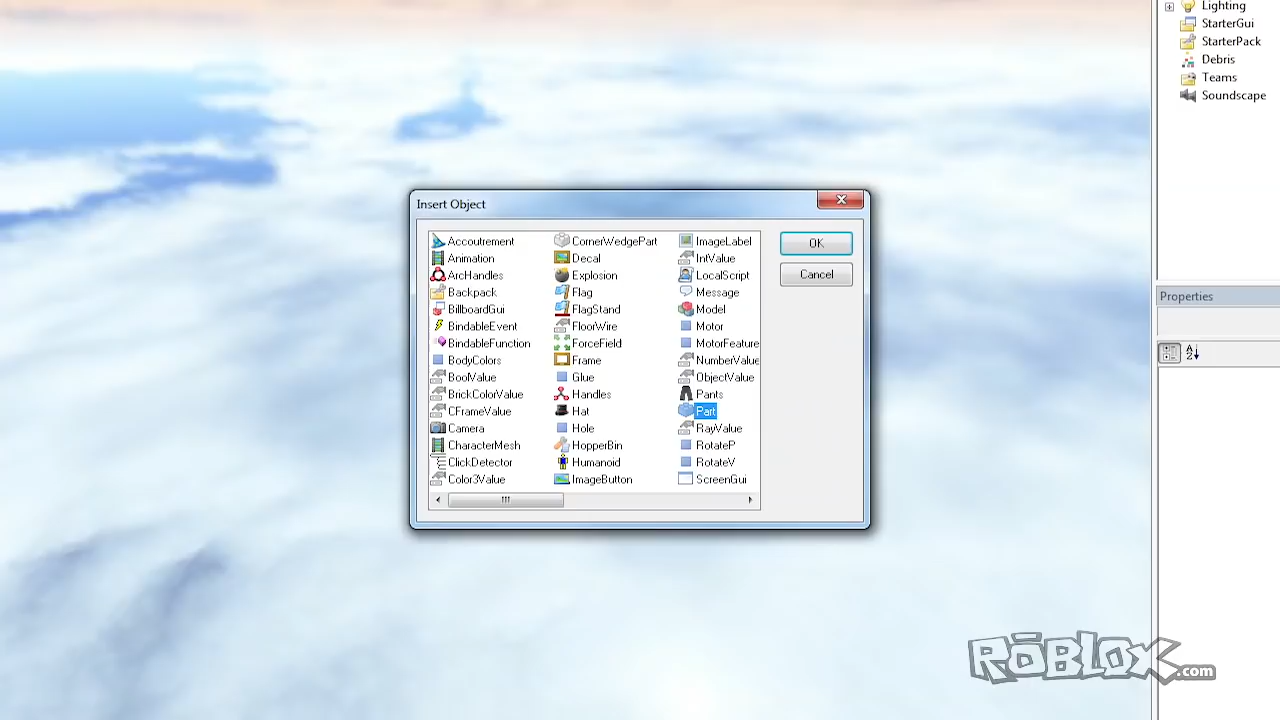 Lighting
StarterGui
StarterPack
Debris
Teams
Soundscape
Insert Object
Accoutrement
Animation
ArcHandles
Backpack
BillboardGui
BindableEvent
BindableFunction
BodyColors
BoolValue
BrickColorValue
CFrameValue
Camera
CharacterMesh
ClickDetector
Color3Value
CornerWedgePart
Decal
Explosion
Flag
FlagStand
FloorWire
ForceField
Frame
Glue
Handles
Hat
Hole
HopperBin
Humanoid
ImageButton
ImageLabel
IntValue
LocalScript
Message
Model
Motor
MotorFeature
NumberValue
ObjectValue
Pants
Part
RayValue
RotateP
RotateV
ScreenGui
OK
Cancel
Properties
ROBLOX.com